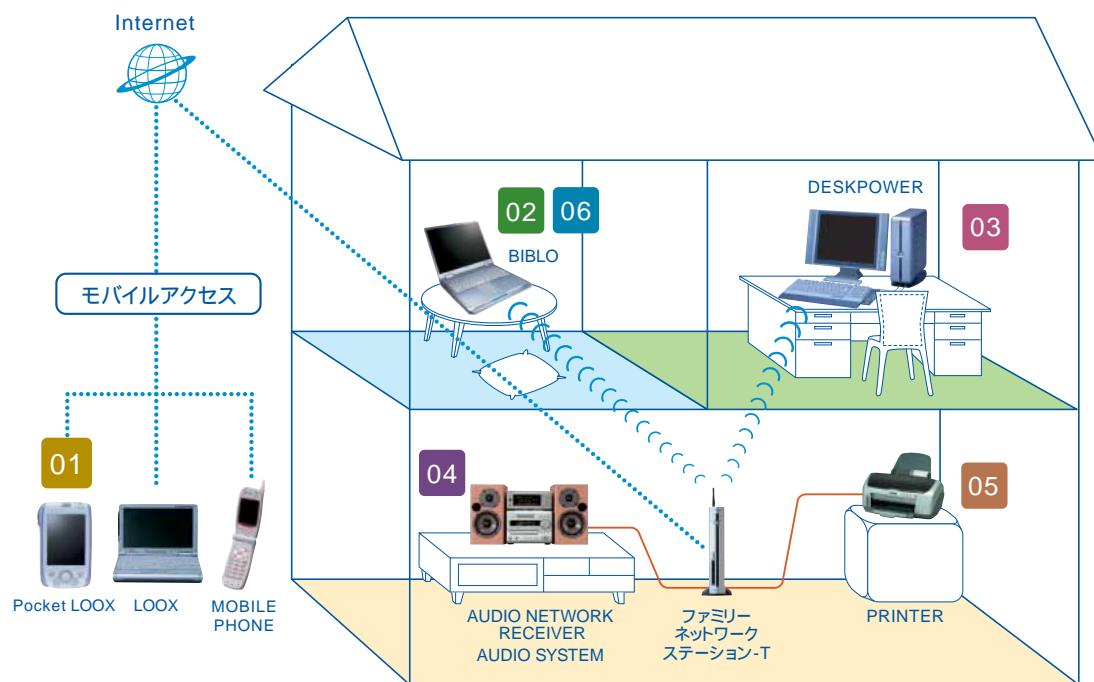 Internet
モバイルアクセス
01
Pocket LOOX
LOOX
MOBILE
PHONE
02
06
BIBLO
DESKPOWER
03
04
AUDIO NETWORK
RECEIVER
AUDIO SYSTEM
ファミリー
ネットワーク
ステーション-T
05
PRINTER